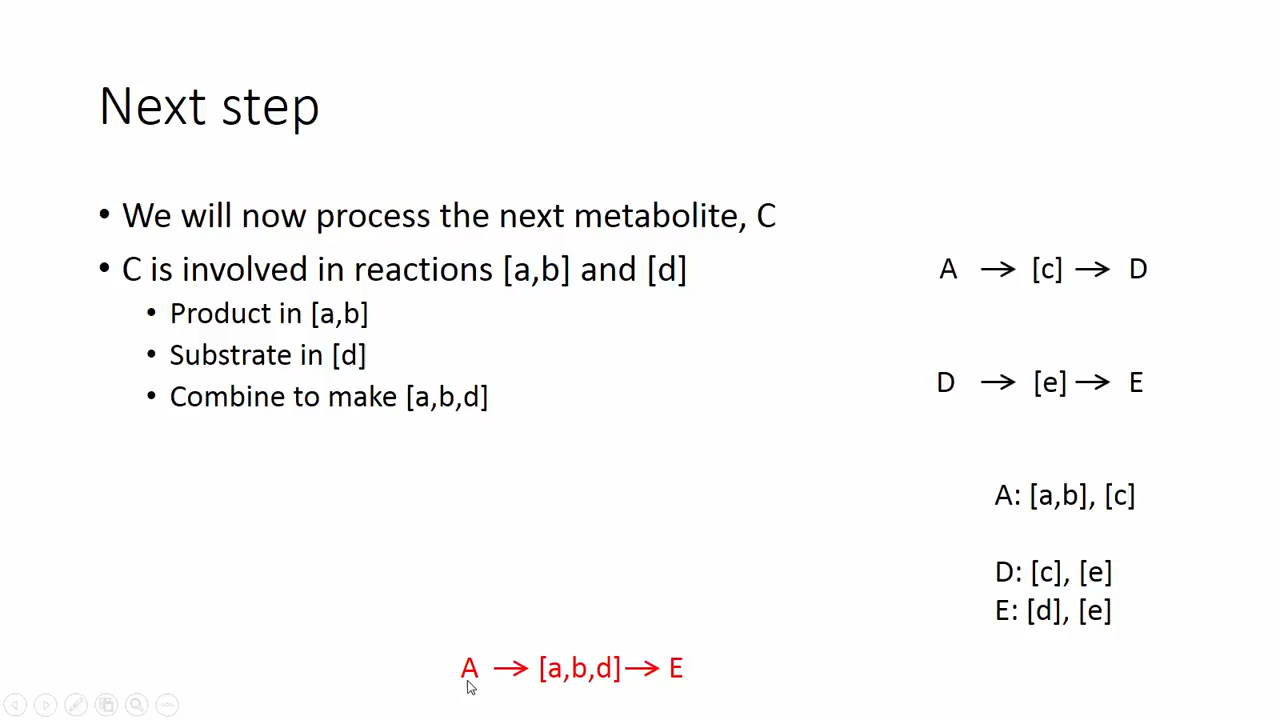 Next step
• We will now process the next metabolite, C
• C is involved in reactions [a,b] and [d]
• Product in [a,b]
• Substrate in [d]
• Combine to make [a,b,d]
A → [c] → D
D → [e] → E
A: [a,b], [c]
D: [c], [e]
E: [d], [e]
A → [a,b,d] → E